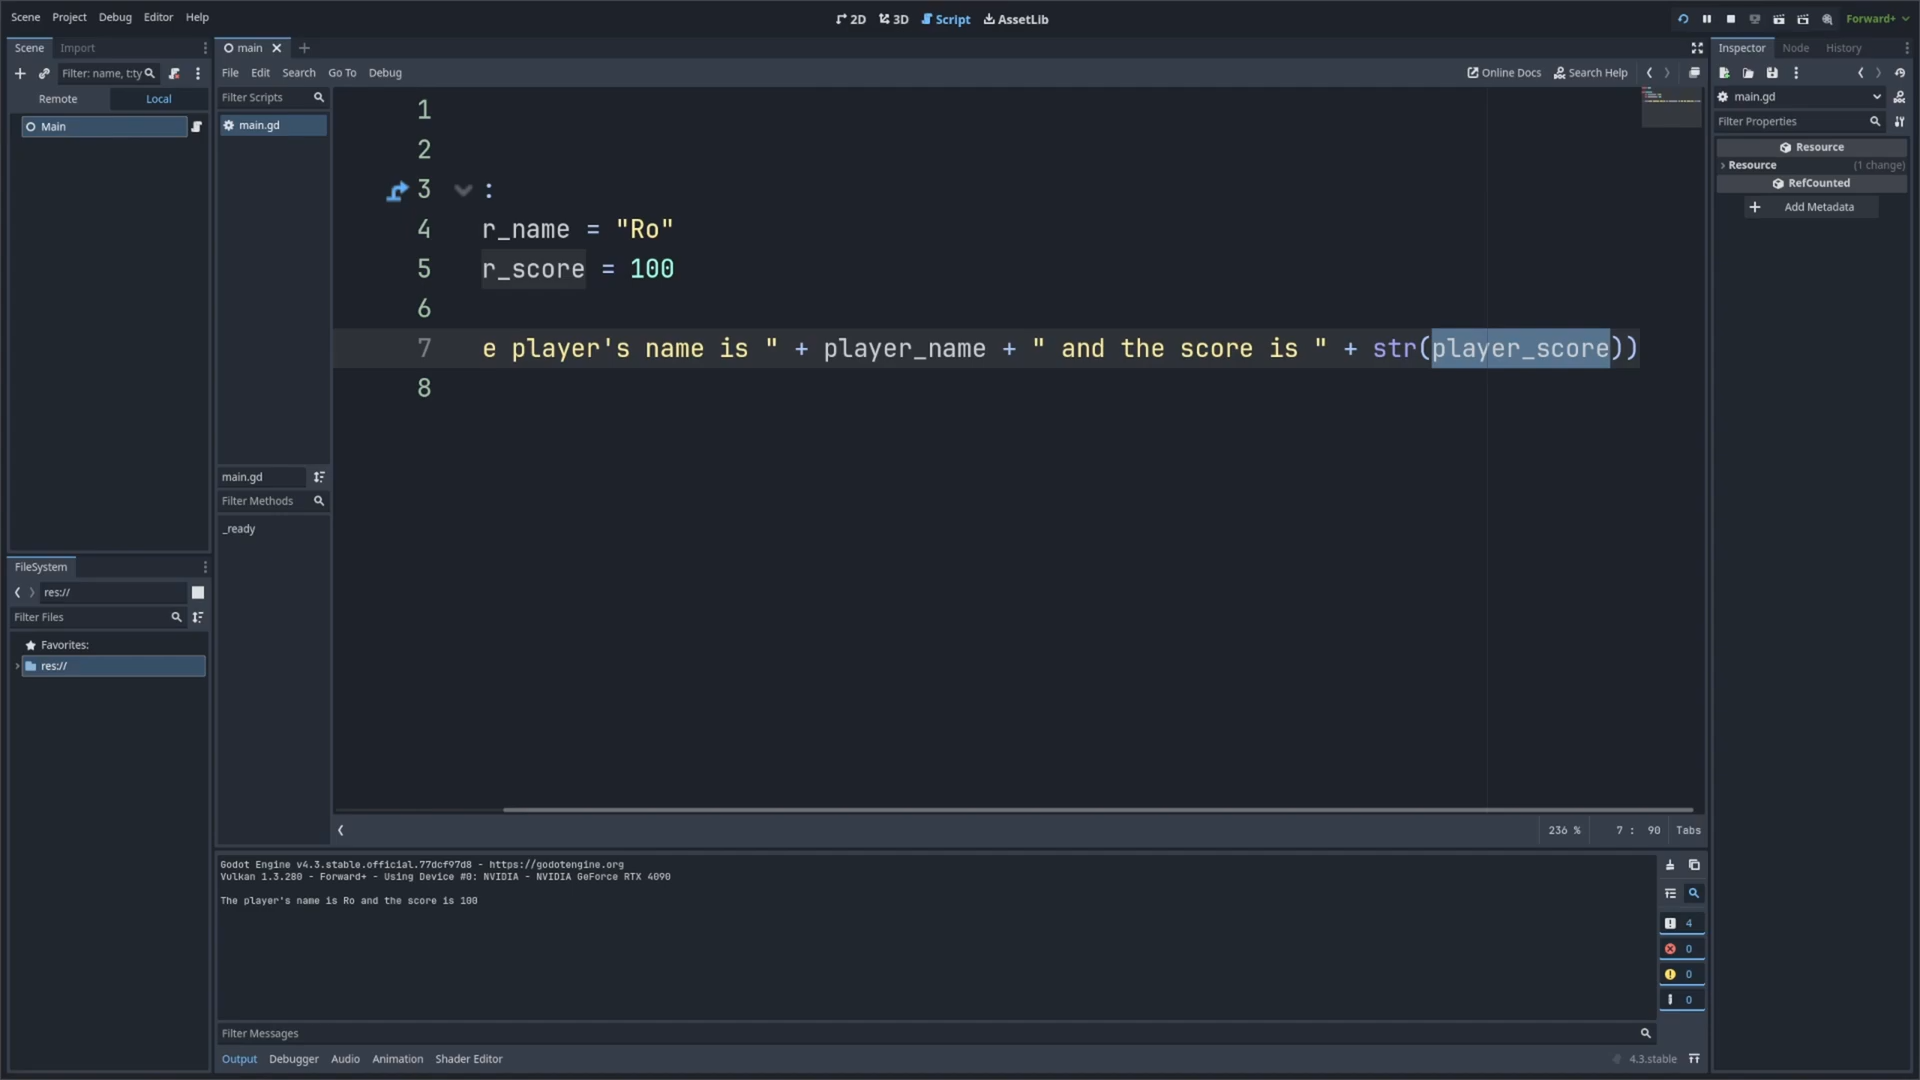 Scene Project Debug Editor Help
2D 3D Script AssetLib
Forward+
Scene Import
main
Inspector Node History
Filter: name, t:ty
File Edit Search Go To Debug
Online Docs Search Help
Remote Local
Filter Scripts
main.gd
Main
main.gd
Filter Properties
Resource
Resource (1 change)
RefCounted
Add Metadata
1
2
3 :
4 r_name = "Ro"
5 r_score = 100
6
7 e player's name is " + player_name + " and the score is " + str(player_score))
8
main.gd
Filter Methods
_ready
FileSystem
res://
Filter Files
Favorites:
res://
236 % 7 : 90 Tabs
Godot Engine v4.3.stable.official.77dcf97d8 - https://godotengine.org
Vulkan 1.3.280 - Forward+ - Using Device #0: NVIDIA - NVIDIA GeForce RTX 4090
The player's name is Ro and the score is 100
4
0
0
0
Filter Messages
Output Debugger Audio Animation Shader Editor
4.3.stable